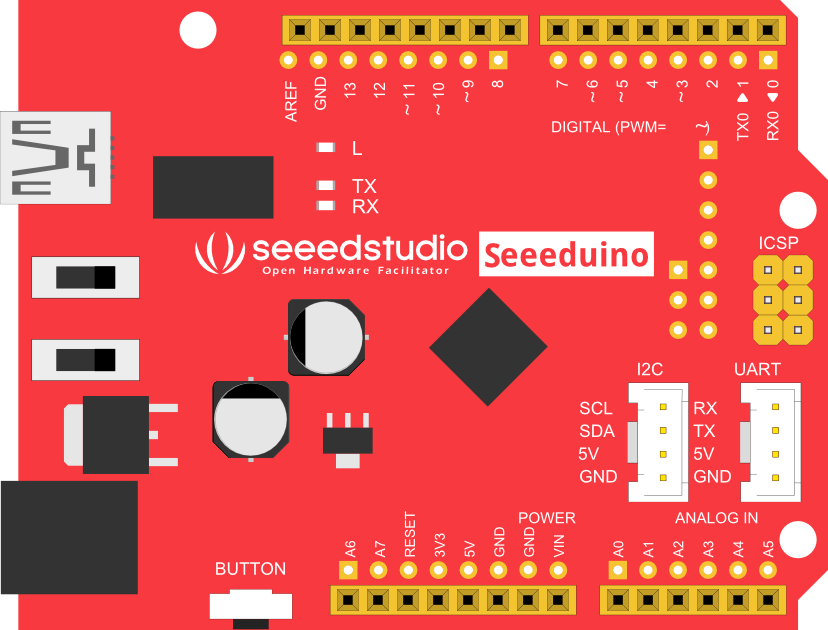 AREF GND 13 12 ~11 ~10 ~9 8 7 ~6 ~5 4 ~3 2 TX0 ▶ 1 RX0 ◀ 0
DIGITAL (PWM= ~)
L
TX
RX
seeedstudio
Open Hardware Facilitator
Seeeduino
ICSP
I2C UART
SCL RX
SDA TX
5V 5V
GND GND
POWER ANALOG IN
A6 A7 RESET 3V3 5V GND GND VIN A0 A1 A2 A3 A4 A5
BUTTON